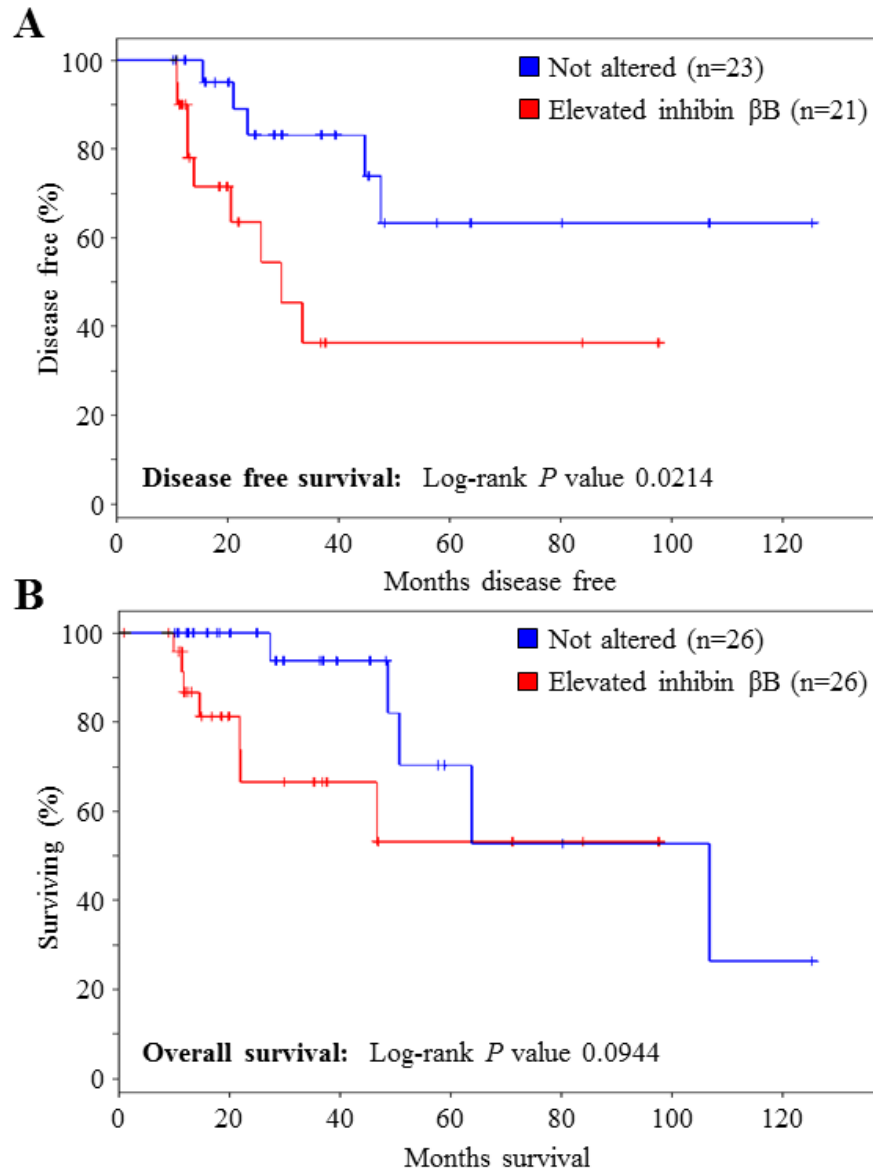 A
100
80
60
40
20
0
Disease free (%)
Not altered (n=23)
Elevated inhibin βB (n=21)
Disease free survival: Log-rank P value 0.0214
0 20 40 60 80 100 120
Months disease free
B
100
80
60
40
20
0
Surviving (%)
Not altered (n=26)
Elevated inhibin βB (n=26)
Overall survival: Log-rank P value 0.0944
0 20 40 60 80 100 120
Months survival